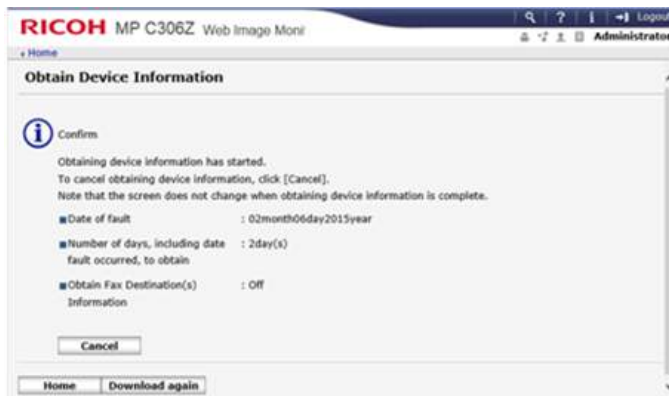 RICOH MP C306Z Web Image Moni
? i Logout
Administrator
Home
Obtain Device Information
i Confirm
Obtaining device information has started.
To cancel obtaining device information, click [Cancel].
Note that the screen does not change when obtaining device information is complete.
Date of fault : 02month06day2015year
Number of days, including date : 2day(s)
fault occurred, to obtain
Obtain Fax Destination(s) : Off
Information
Cancel
Home Download again